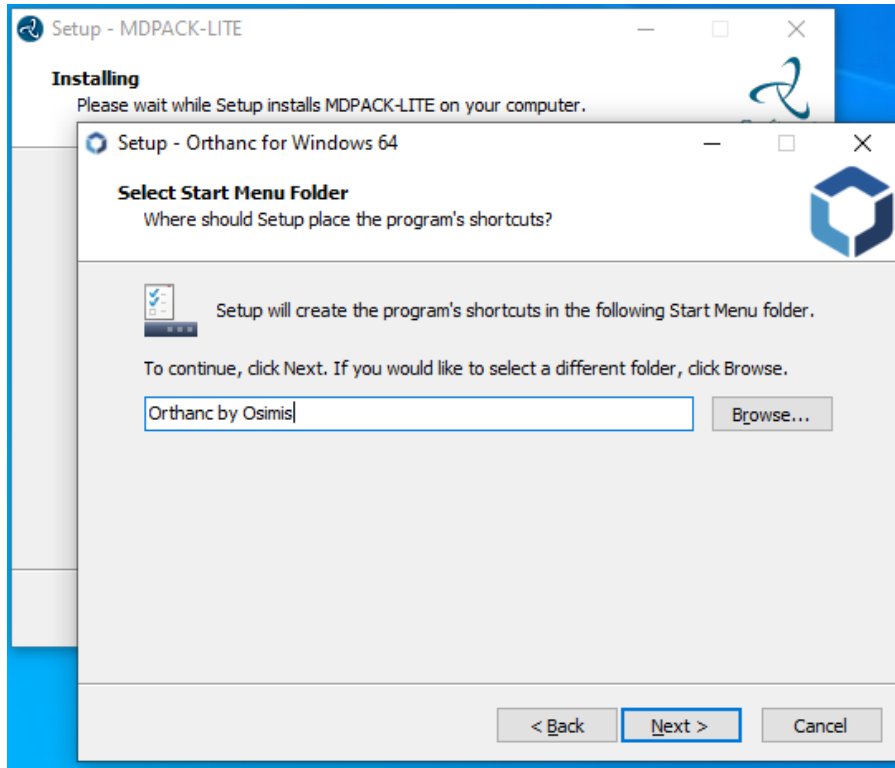 Setup - MDPACK-LITE
Installing
Please wait while Setup installs MDPACK-LITE on your computer.
Setup - Orthanc for Windows 64
Select Start Menu Folder
Where should Setup place the program's shortcuts?
Setup will create the program's shortcuts in the following Start Menu folder.
To continue, click Next. If you would like to select a different folder, click Browse.
Orthanc by Osimis
Browse...
< Back
Next >
Cancel